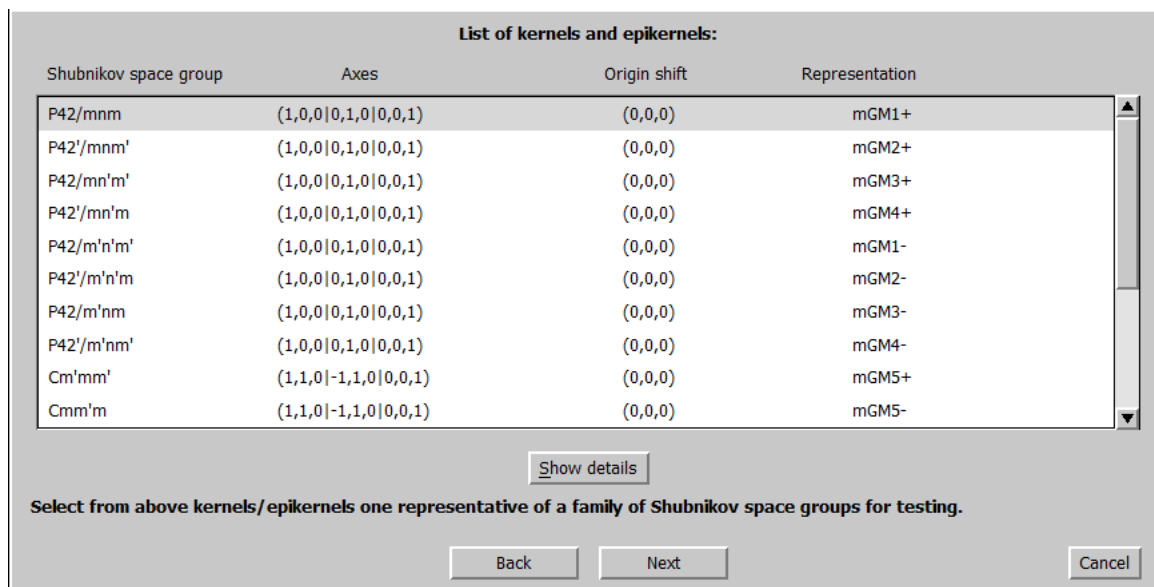 List of kernels and epikernels:
Shubnikov space group Axes Origin shift Representation
P42/mnm (1,0,0|0,1,0|0,0,1) (0,0,0) mGM1+
P42'/mnm' (1,0,0|0,1,0|0,0,1) (0,0,0) mGM2+
P42/mn'm' (1,0,0|0,1,0|0,0,1) (0,0,0) mGM3+
P42'/mn'm (1,0,0|0,1,0|0,0,1) (0,0,0) mGM4+
P42/m'n'm' (1,0,0|0,1,0|0,0,1) (0,0,0) mGM1-
P42'/m'n'm (1,0,0|0,1,0|0,0,1) (0,0,0) mGM2-
P42/m'nm (1,0,0|0,1,0|0,0,1) (0,0,0) mGM3-
P42'/m'nm' (1,0,0|0,1,0|0,0,1) (0,0,0) mGM4-
Cm'mm' (1,1,0|-1,1,0|0,0,1) (0,0,0) mGM5+
Cmm'm (1,1,0|-1,1,0|0,0,1) (0,0,0) mGM5-
Show details
Select from above kernels/epikernels one representative of a family of Shubnikov space groups for testing.
Back Next Cancel